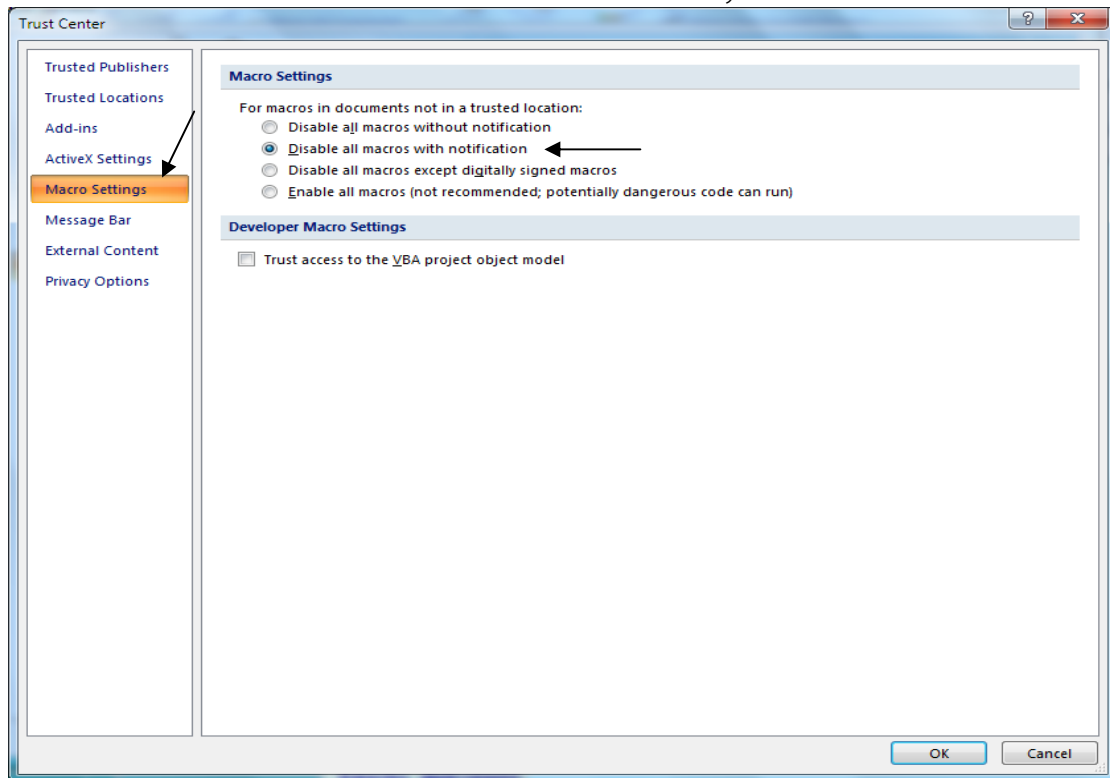 Trust Center
Trusted Publishers
Trusted Locations
Add-ins
ActiveX Settings
Macro Settings
Message Bar
External Content
Privacy Options
Macro Settings
For macros in documents not in a trusted location:
Disable all macros without notification
Disable all macros with notification
Disable all macros except digitally signed macros
Enable all macros (not recommended; potentially dangerous code can run)
Developer Macro Settings
Trust access to the VBA project object model
OK
Cancel